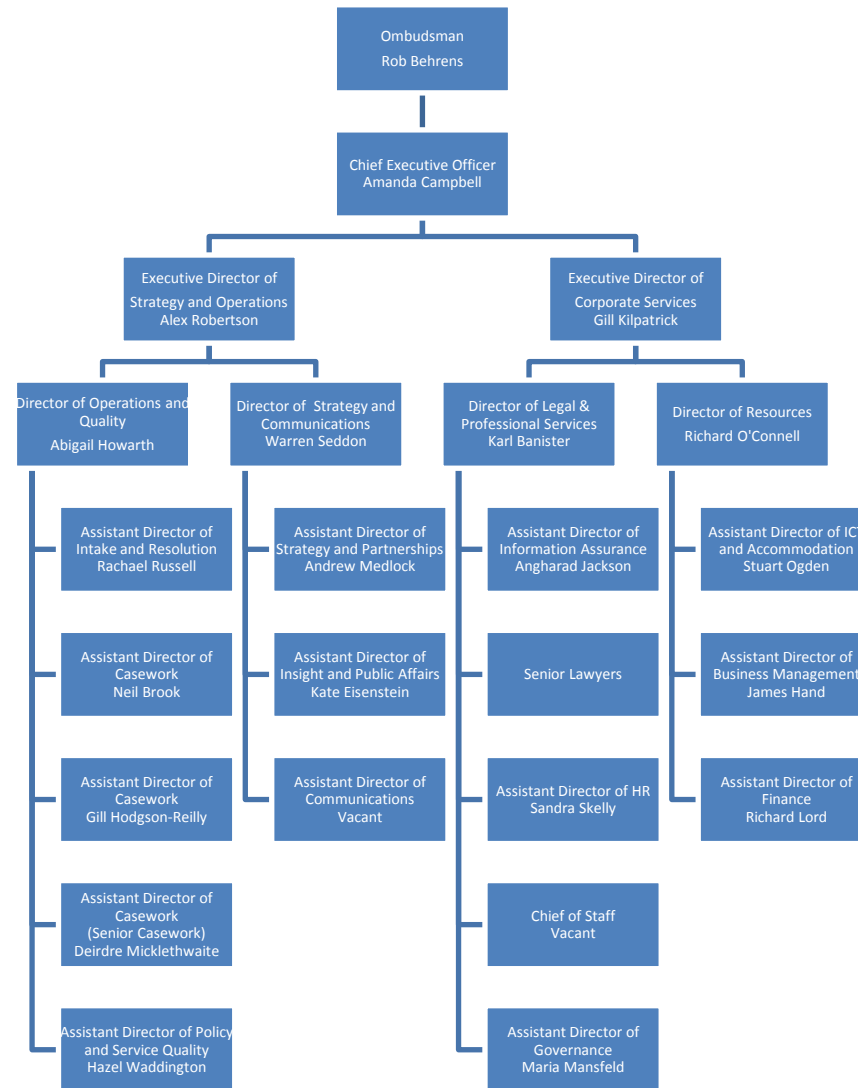 Ombudsman
Rob Behrens
Chief Executive Officer
Amanda Campbell
Executive Director of
Strategy and Operations
Alex Robertson
Executive Director of
Corporate Services
Gill Kilpatrick
Director of Operations and
Quality
Abigail Howarth
Director of Strategy and
Communications
Warren Seddon
Director of Legal &
Professional Services
Karl Banister
Director of Resources
Richard O'Connell
Assistant Director of
Intake and Resolution
Rachael Russell
Assistant Director of
Strategy and Partnerships
Andrew Medlock
Assistant Director of
Information Assurance
Angharad Jackson
Assistant Director of ICT
and Accommodation
Stuart Ogden
Assistant Director of
Casework
Neil Brook
Assistant Director of
Insight and Public Affairs
Kate Eisenstein
Senior Lawyers
Assistant Director of
Business Management
James Hand
Assistant Director of
Casework
Gill Hodgson-Reilly
Assistant Director of
Communications
Vacant
Assistant Director of HR
Sandra Skelly
Assistant Director of
Finance
Richard Lord
Assistant Director of
Casework
(Senior Casework)
Deirdre Micklethwaite
Chief of Staff
Vacant
Assistant Director of Policy
and Service Quality
Hazel Waddington
Assistant Director of
Governance
Maria Mansfeld